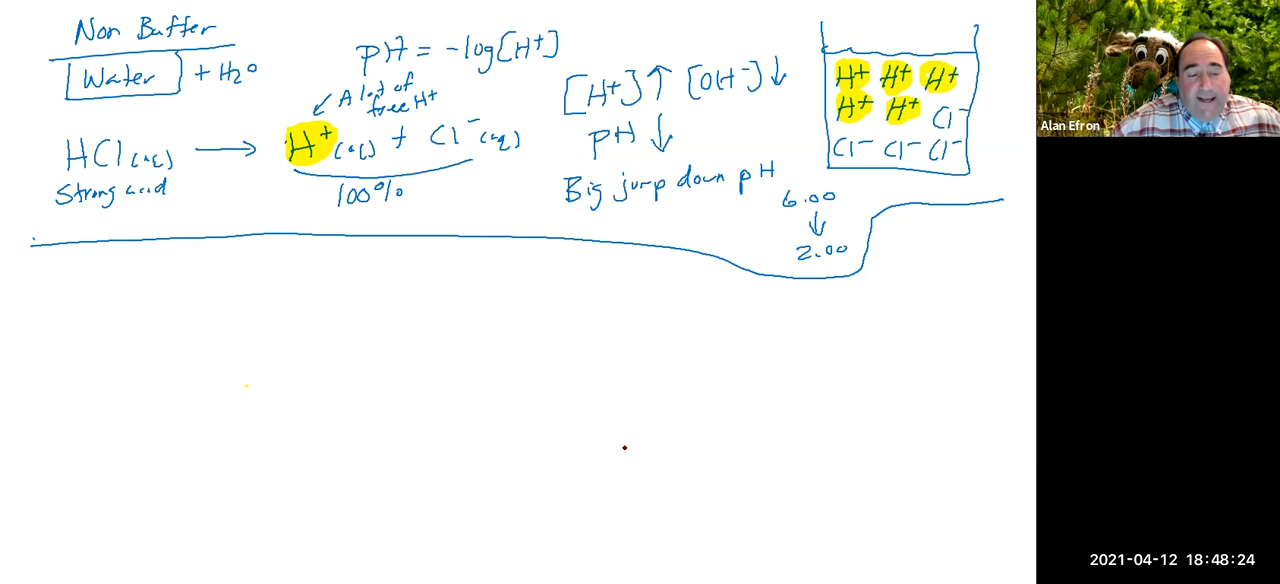 Non Buffer
Water + H2O
pH = -log[H+]
A lot of
free H+
HCl(aq) → H+(aq) + Cl-(aq)
Strong acid
100%
[H+] ↑ [OH-] ↓
pH ↓
Big jump down pH
6.00
↓
2.00
H+ H+ H+
H+ H+ Cl-
Cl- Cl- Cl-
Alan Efron
2021-04-12 18:48:24